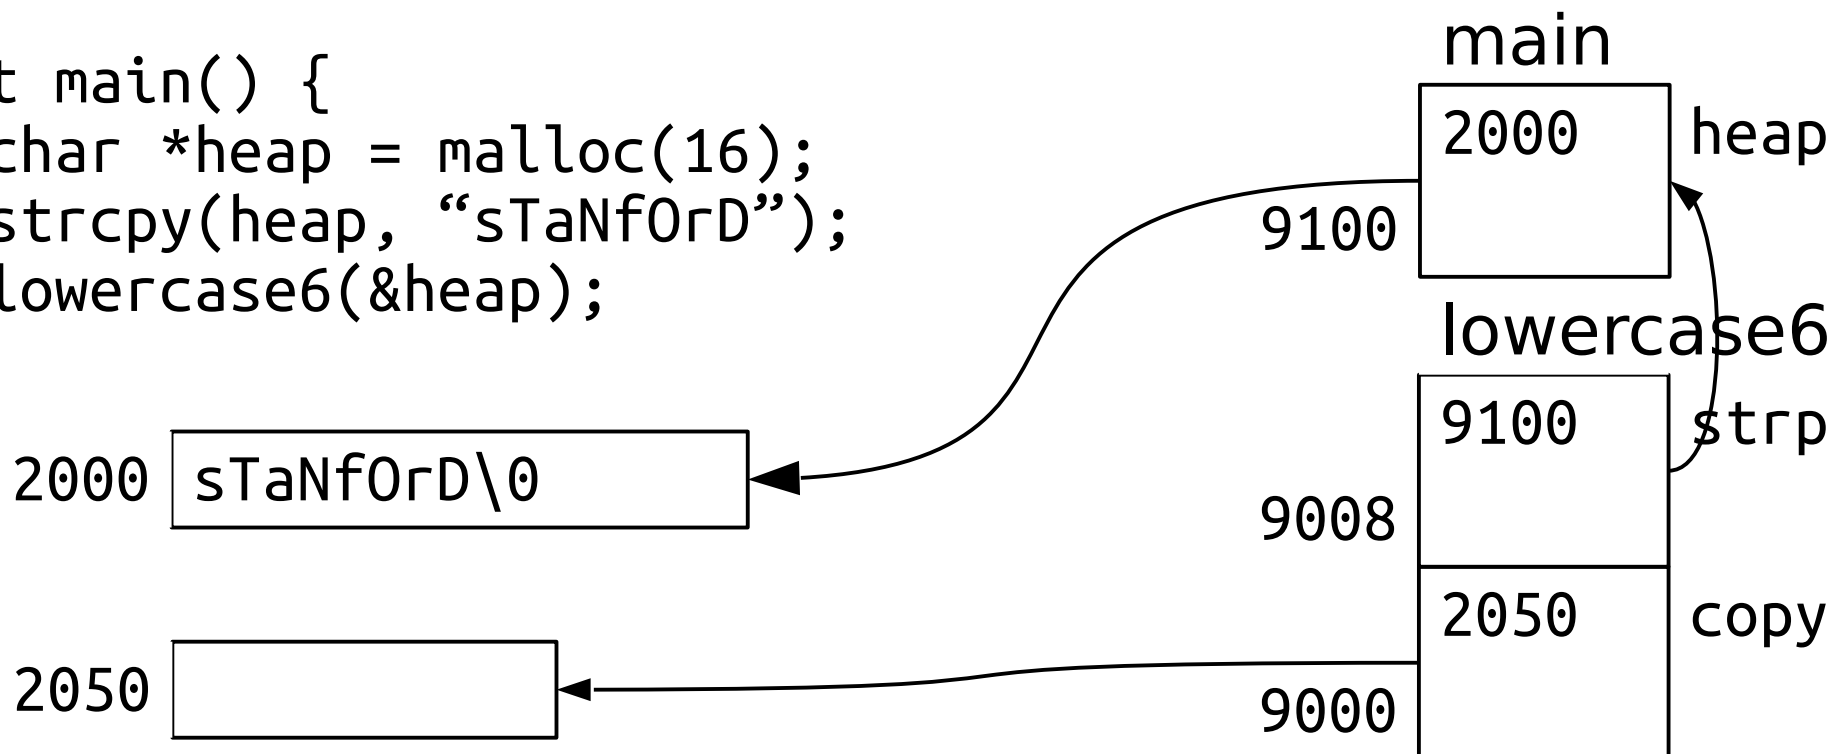 t main() {
char *heap = malloc(16);
strcpy(heap, “sTaNfOrD”);
lowercase6(&heap);
main
2000 heap
9100
lowercase6
9100 strp
9008
2050 copy
9000
2000 sTaNfOrD\0
2050